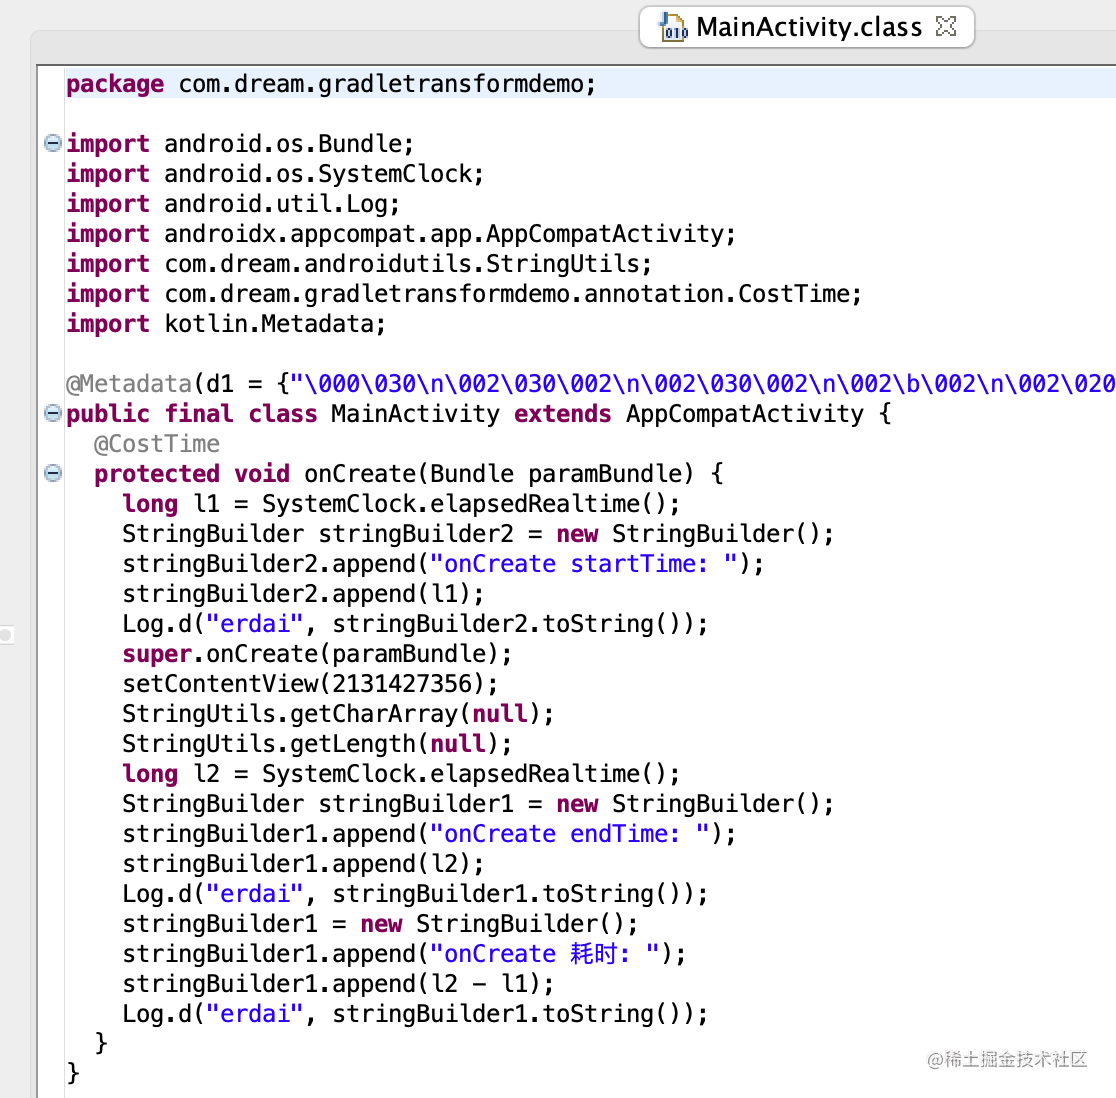 MainActivity.class
package com.dream.gradletransformdemo;
import android.os.Bundle;
import android.os.SystemClock;
import android.util.Log;
import androidx.appcompat.app.AppCompatActivity;
import com.dream.androidutils.StringUtils;
import com.dream.gradletransformdemo.annotation.CostTime;
import kotlin.Metadata;
@Metadata(d1 = {"\000\030\n\002\030\002\n\002\030\002\n\002\b\002\n\002\020
public final class MainActivity extends AppCompatActivity {
@CostTime
protected void onCreate(Bundle paramBundle) {
long l1 = SystemClock.elapsedRealtime();
StringBuilder stringBuilder2 = new StringBuilder();
stringBuilder2.append("onCreate startTime: ");
stringBuilder2.append(l1);
Log.d("erdai", stringBuilder2.toString());
super.onCreate(paramBundle);
setContentView(2131427356);
StringUtils.getCharArray(null);
StringUtils.getLength(null);
long l2 = SystemClock.elapsedRealtime();
StringBuilder stringBuilder1 = new StringBuilder();
stringBuilder1.append("onCreate endTime: ");
stringBuilder1.append(l2);
Log.d("erdai", stringBuilder1.toString());
stringBuilder1 = new StringBuilder();
stringBuilder1.append("onCreate 耗时: ");
stringBuilder1.append(l2 - l1);
Log.d("erdai", stringBuilder1.toString());
}
}
@稀土掘金技术社区